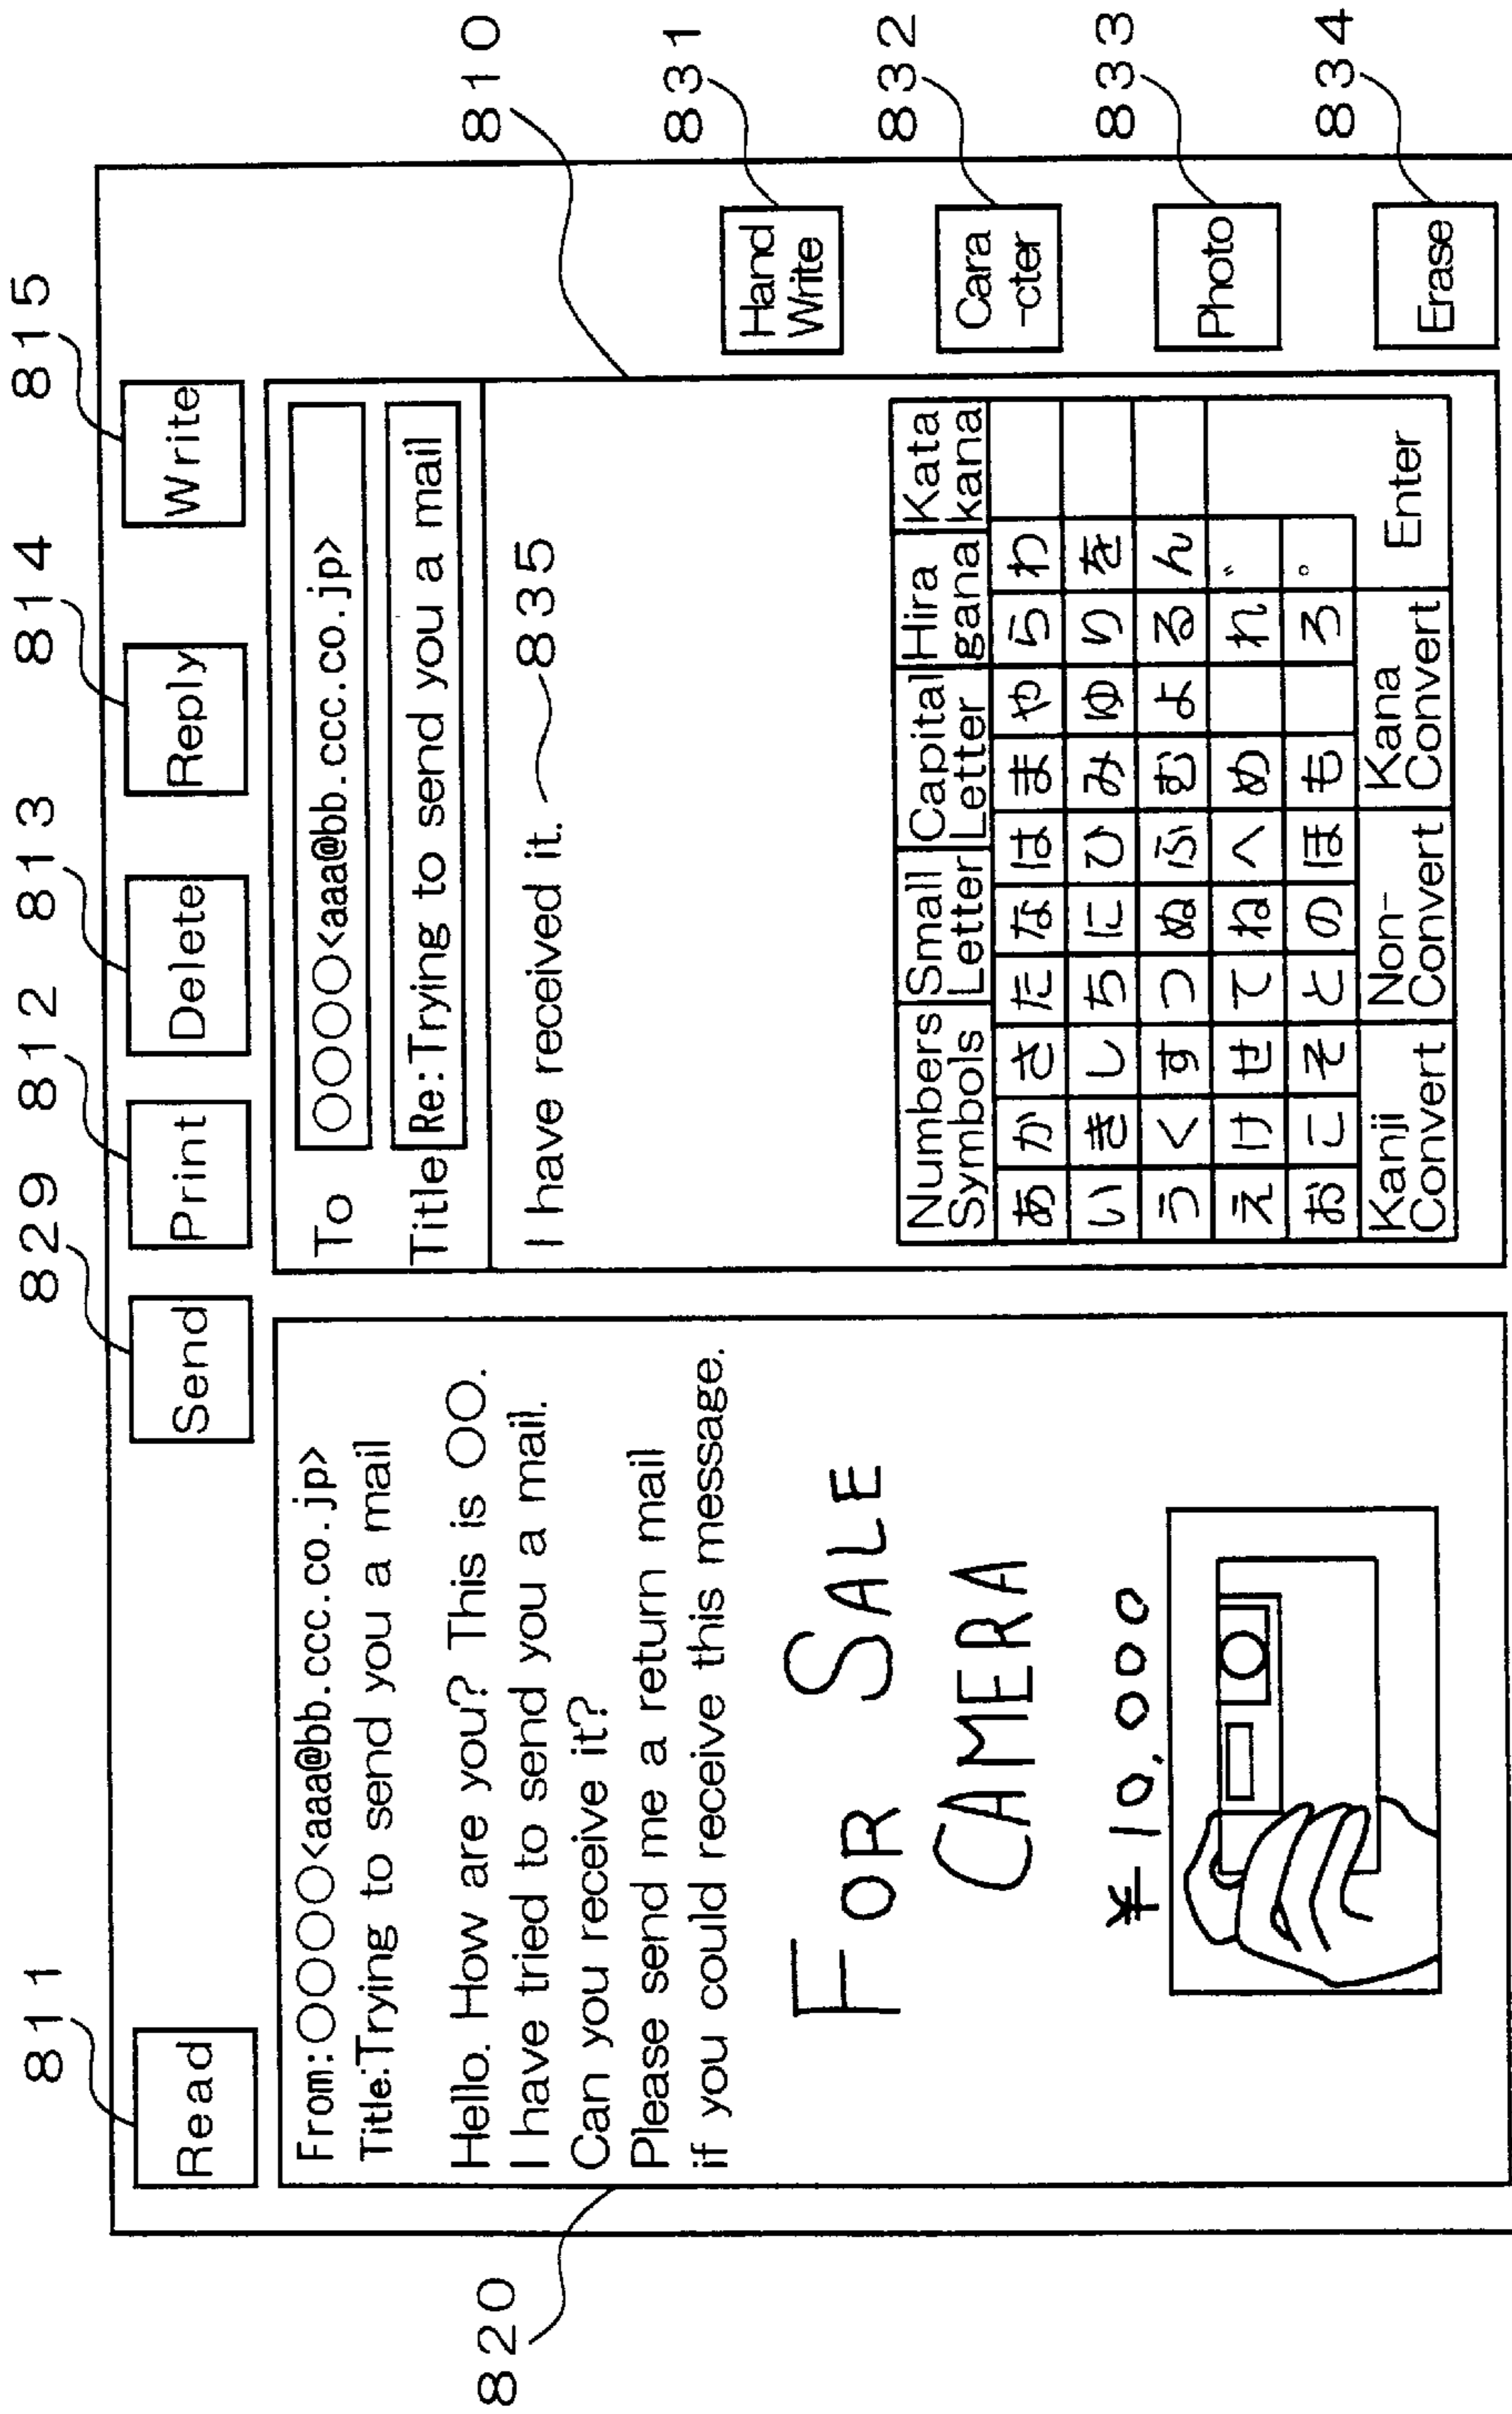 811
829
812
813
814
815
Read
Send
Print
Delete
Reply
Write
820
From:○○○○○<aaa@bb.ccc.co.jp>
Title:Trying to send you a mail
Hello. How are you? This is ○○.
I have tried to send you a mail.
Can you receive it?
Please send me a return mail
if you could receive this message.
FOR SALE
CAMERA
¥10,000
To ○○○○○<aaa@bb.ccc.co.jp>
Title Re:Trying to send you a mail
I have received it. 835
810
Numbers Symbols Small Letter Capital Letter Hira gana Kata kana
あ か さ た な は ま や ら わ
い き し ち に ひ み ゆ り を
う く す つ ぬ ふ む よ る ん
え け せ て ね へ め れ ゛
お こ そ と の ほ も ろ 。
Kanji Convert Non-Convert Kana Convert Enter
Hand
Write
831
Cara
-cter
832
Photo
833
Erase
834